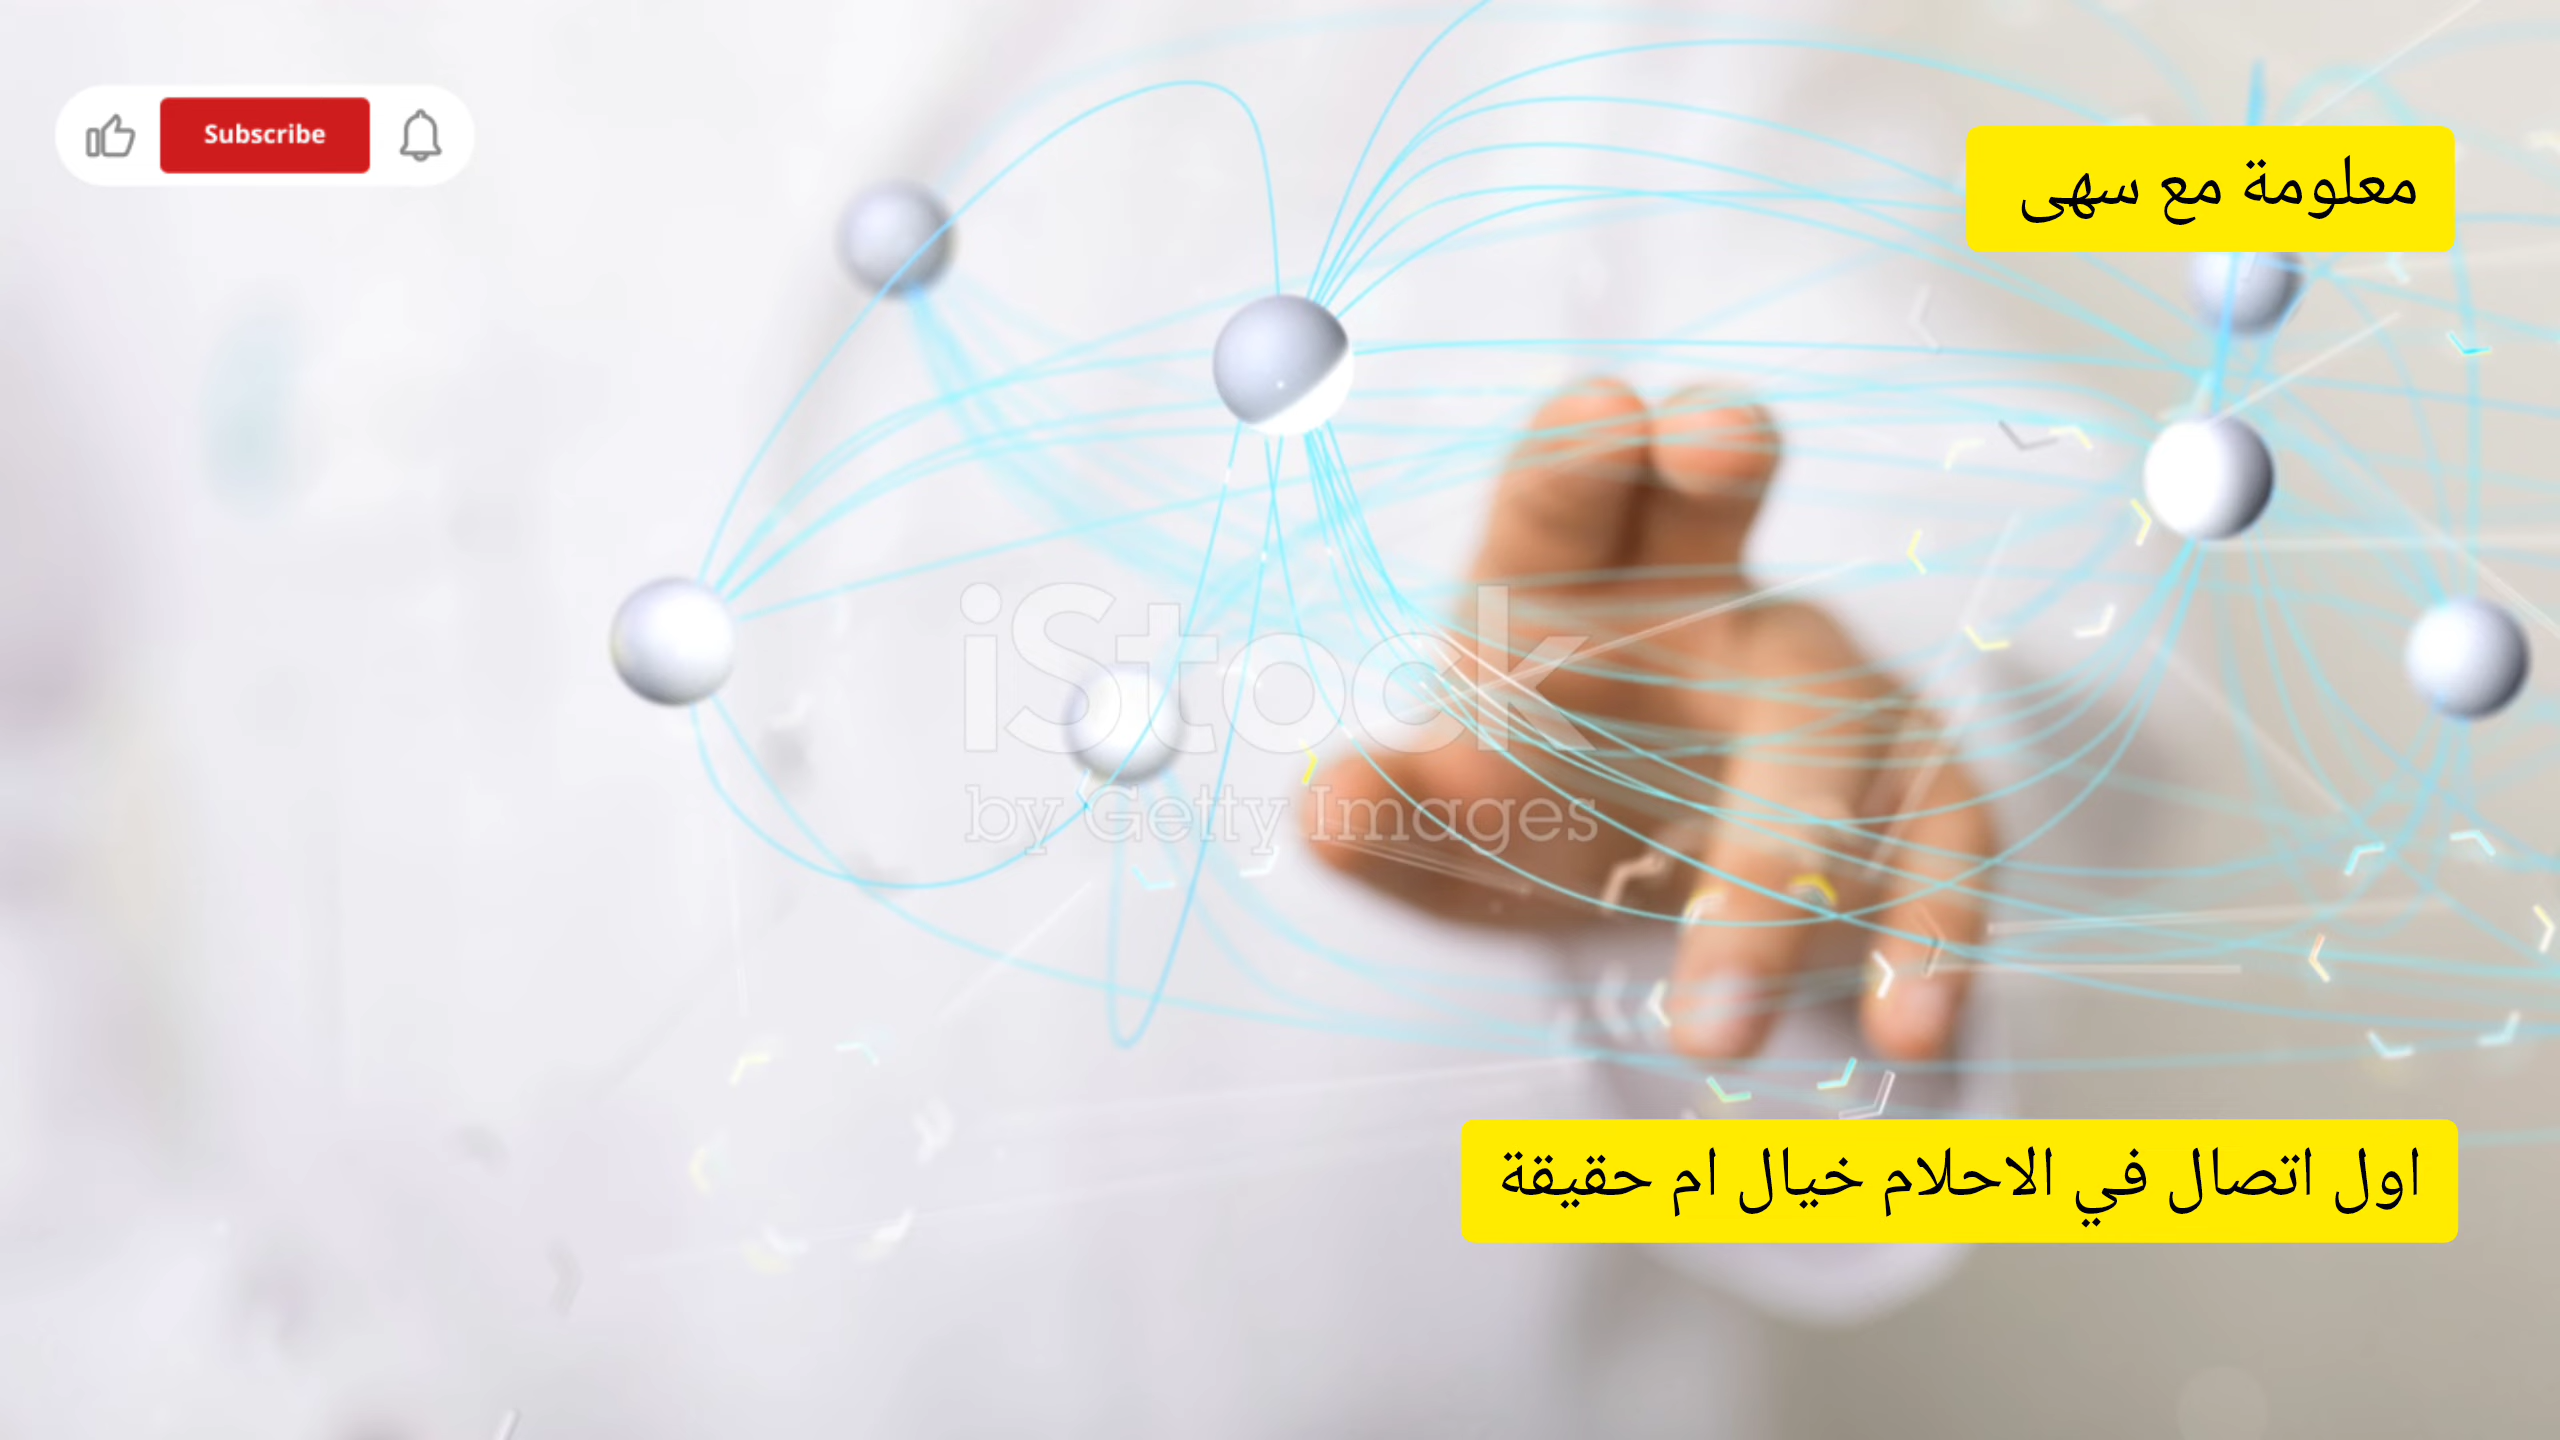 Subscribe
معلومة مع سهى
iStock
by Getty Images
اول اتصال في الاحلام خيال ام حقيقة